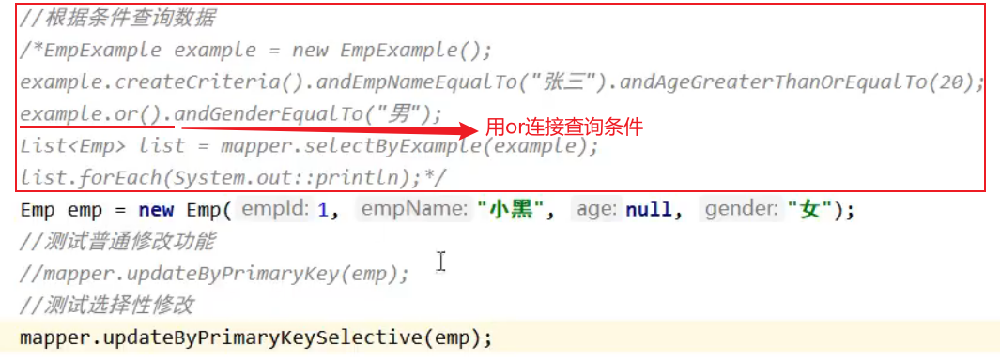 //根据条件查询数据
/*EmpExample example = new EmpExample();
example.createCriteria().andEmpNameEqualTo("张三").andAgeGreaterThanOrEqualTo(20);
example.or().andGenderEqualTo("男");
用or连接查询条件
List<Emp> list = mapper.selectByExample(example);
list.forEach(System.out::println);*/
Emp emp = new Emp( empId: 1, empName: "小黑", age: null, gender: "女");
//测试普通修改功能
//mapper.updateByPrimaryKey(emp);
//测试选择性修改
mapper.updateByPrimaryKeySelective(emp);